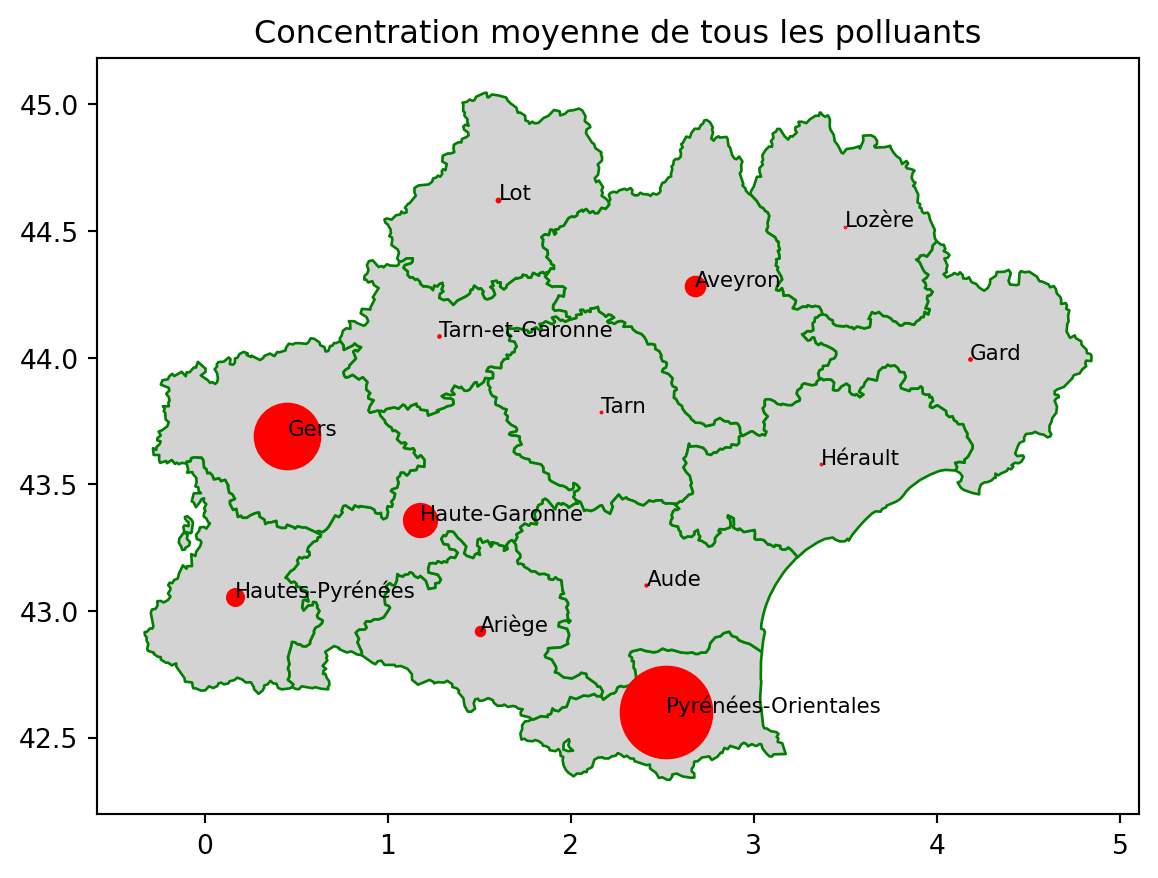 Concentration moyenne de tous les polluants
45.0
44.5
44.0
43.5
43.0
42.5
Lot
Lozère
Aveyron
Tarn-et-Garonne
Gard
Tarn
Gers
Hérault
Haute-Garonne
Aude
Hautes-Pyrénées
Ariège
Pyrénées-Orientales
0 1 2 3 4 5